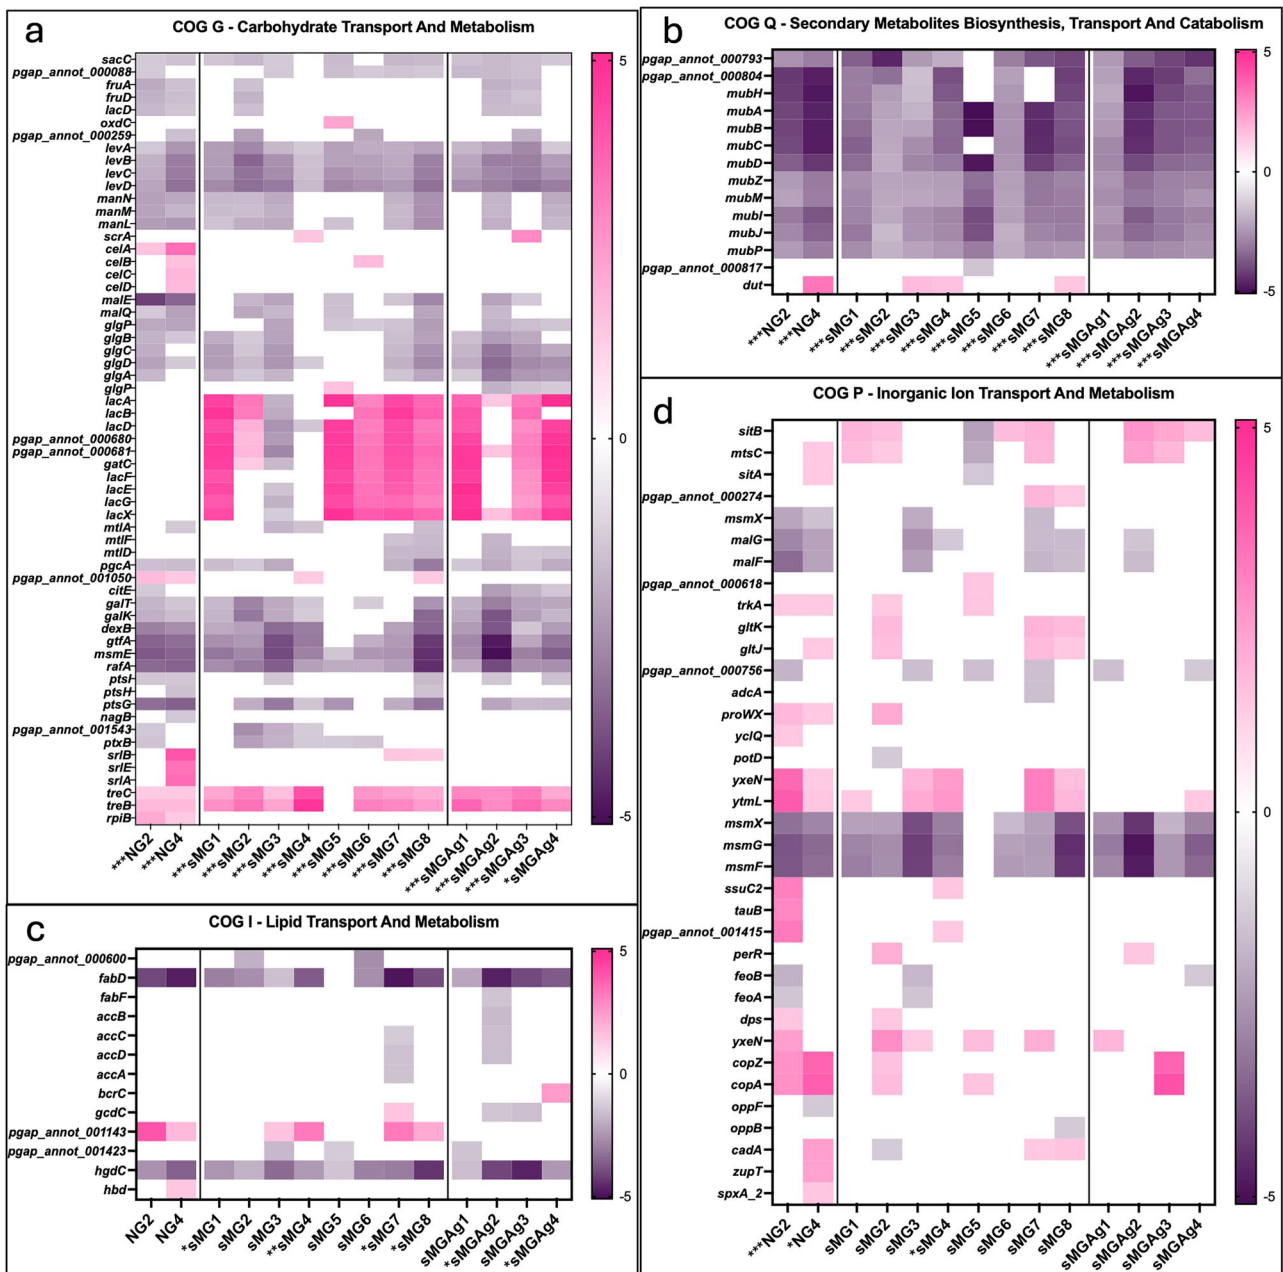 a
COG G - Carbohydrate Transport And Metabolism
sacC
pgap_annot_000088
fruA
fruD
lacD
oxdC
pgap_annot_000259
levA
levB
levC
levD
manN
manM
manL
scrA
celA
celB
celC
celD
malE
malQ
glgP
glgB
glgC
glgD
glgA
glgP
lacA
lacB
lacD
pgap_annot_000680
pgap_annot_000681
gatC
lacF
lacE
lacG
lacX
mtlA
mtlF
mtlD
pgcA
pgap_annot_001050
citE
galT
galK
dexB
gtfA
msmE
rafA
ptsI
ptsH
ptsG
nagB
pgap_annot_001543
ptxB
srlB
srlE
srlA
treC
treB
rpiB
5
0
-5
***NG2
***NG4
***sMG1
***sMG2
***sMG3
***sMG4
***sMG5
***sMG6
***sMG7
***sMG8
***sMGAg1
***sMGAg2
*sMGAg3
*sMGAg4
b
COG Q - Secondary Metabolites Biosynthesis, Transport And Catabolism
pgap_annot_000793
pgap_annot_000804
mubH
mubA
mubB
mubC
mubD
mubZ
mubM
mubI
mubJ
mubP
pgap_annot_000817
dut
5
0
-5
***NG2
***NG4
***sMG1
***sMG2
***sMG3
***sMG4
***sMG5
***sMG6
***sMG7
***sMG8
***sMGAg1
***sMGAg2
***sMGAg3
***sMGAg4
c
COG I - Lipid Transport And Metabolism
pgap_annot_000600
fabD
fabF
accB
accC
accD
accA
bcrC
gcdC
pgap_annot_001143
pgap_annot_001423
hgdC
hbd
5
0
-5
NG2
NG4
*sMG1
sMG2
*sMG3
**sMG4
sMG5
sMG6
*sMG7
*sMG8
sMGAg1
*sMGAg2
sMGAg3
*sMGAg4
d
COG P - Inorganic Ion Transport And Metabolism
sitB
mtsC
sitA
pgap_annot_000274
msmX
malG
malF
pgap_annot_000618
trkA
gltK
gltJ
pgap_annot_000756
adcA
proWX
yclQ
potD
yxeN
ytmL
msmX
msmG
msmF
ssuC2
tauB
pgap_annot_001415
perR
feoB
feoA
dps
yxeN
copZ
copA
oppF
oppB
cadA
zupT
spxA_2
5
0
-5
***NG2
*NG4
sMG1
sMG2
*sMG3
*sMG4
sMG5
sMG6
sMG7
sMG8
sMGAg1
sMGAg2
sMGAg3
sMGAg4